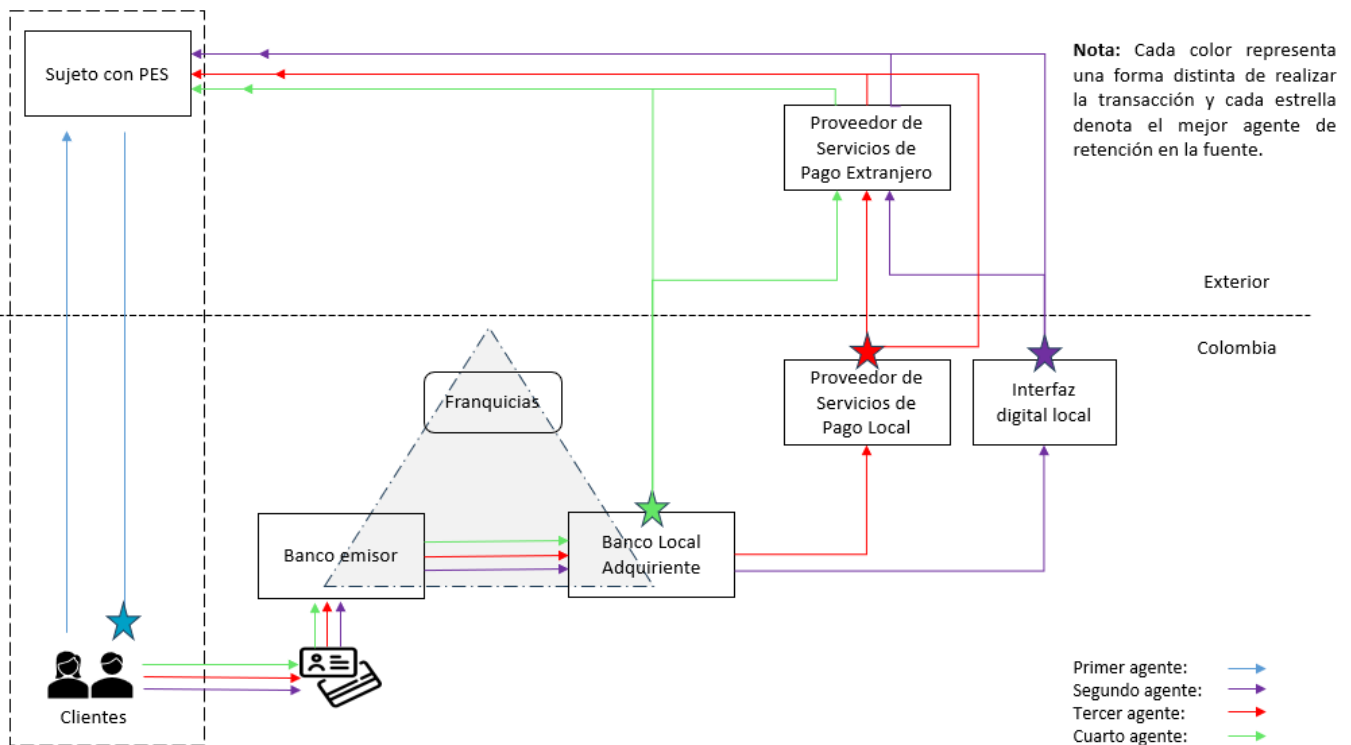 Sujeto con PES
Nota: Cada color representa
una forma distinta de realizar
la transacción y cada estrella
denota el mejor agente de
retención en la fuente.
Proveedor de
Servicios de
Pago Extranjero
Exterior
Colombia
Franquicias
Proveedor de
Servicios de
Pago Local
Interfaz
digital local
Banco emisor
Banco Local
Adquiriente
Clientes
Primer agente:
Segundo agente:
Tercer agente:
Cuarto agente: